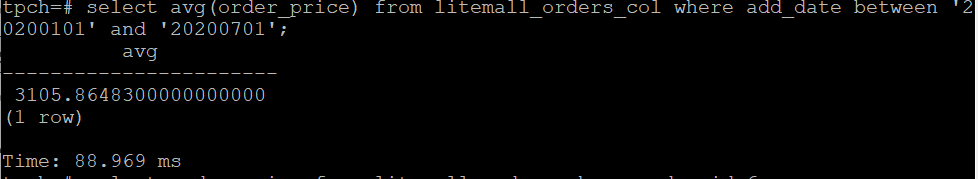 tpch=# select avg(order_price) from litemall_orders_col where add_date between '2
0200101' and '20200701';
avg
-----------------------
3105.8648300000000000
(1 row)
Time: 88.969 ms